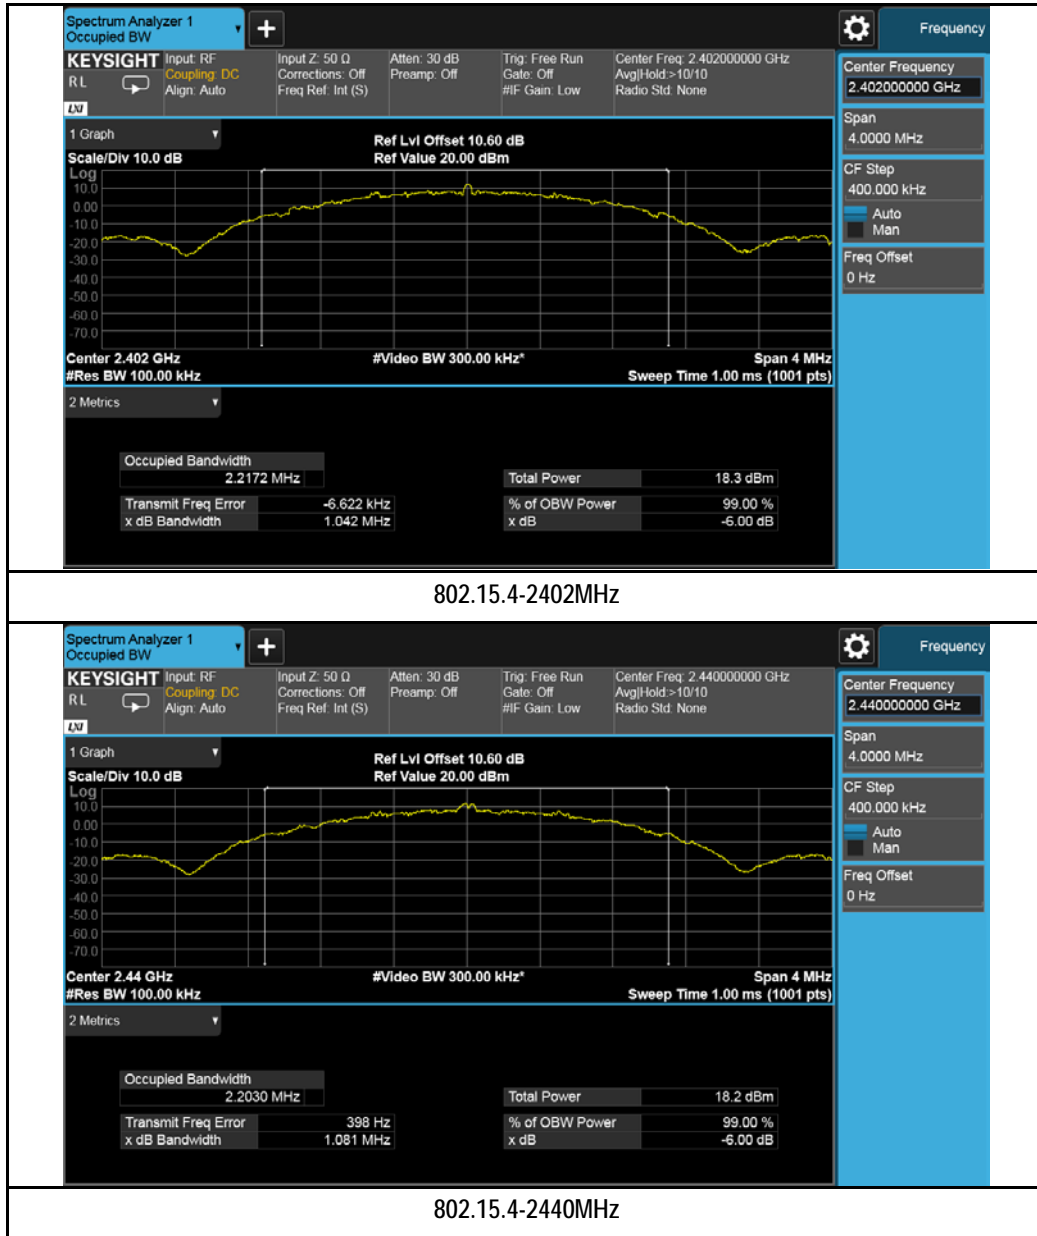 Spectrum Analyzer 1
Occupied BW
+
Frequency
KEYSIGHT
RL
LXI
Input: RF
Coupling: DC
Align: Auto
Input Z: 50 Ω
Corrections: Off
Freq Ref: Int (S)
Atten: 30 dB
Preamp: Off
Trig: Free Run
Gate: Off
#IF Gain: Low
Center Freq: 2.402000000 GHz
Avg|Hold:>10/10
Radio Std: None
Center Frequency
2.402000000 GHz
Span
4.0000 MHz
CF Step
400.000 kHz
Auto
Man
Freq Offset
0 Hz
1 Graph
Scale/Div 10.0 dB
Ref Lvl Offset 10.60 dB
Ref Value 20.00 dBm
Log
10.0
0.00
-10.0
-20.0
-30.0
-40.0
-50.0
-60.0
-70.0
Center 2.402 GHz
#Video BW 300.00 kHz*
Span 4 MHz
#Res BW 100.00 kHz
Sweep Time 1.00 ms (1001 pts)
2 Metrics
Occupied Bandwidth
2.2172 MHz
Total Power 18.3 dBm
Transmit Freq Error -6.622 kHz
% of OBW Power 99.00 %
x dB Bandwidth 1.042 MHz
x dB -6.00 dB
802.15.4-2402MHz
Spectrum Analyzer 1
Occupied BW
+
Frequency
KEYSIGHT
RL
LXI
Input: RF
Coupling: DC
Align: Auto
Input Z: 50 Ω
Corrections: Off
Freq Ref: Int (S)
Atten: 30 dB
Preamp: Off
Trig: Free Run
Gate: Off
#IF Gain: Low
Center Freq: 2.440000000 GHz
Avg|Hold:>10/10
Radio Std: None
Center Frequency
2.440000000 GHz
Span
4.0000 MHz
CF Step
400.000 kHz
Auto
Man
Freq Offset
0 Hz
1 Graph
Scale/Div 10.0 dB
Ref Lvl Offset 10.60 dB
Ref Value 20.00 dBm
Log
10.0
0.00
-10.0
-20.0
-30.0
-40.0
-50.0
-60.0
-70.0
Center 2.44 GHz
#Video BW 300.00 kHz*
Span 4 MHz
#Res BW 100.00 kHz
Sweep Time 1.00 ms (1001 pts)
2 Metrics
Occupied Bandwidth
2.2030 MHz
Total Power 18.2 dBm
Transmit Freq Error 398 Hz
% of OBW Power 99.00 %
x dB Bandwidth 1.081 MHz
x dB -6.00 dB
802.15.4-2440MHz